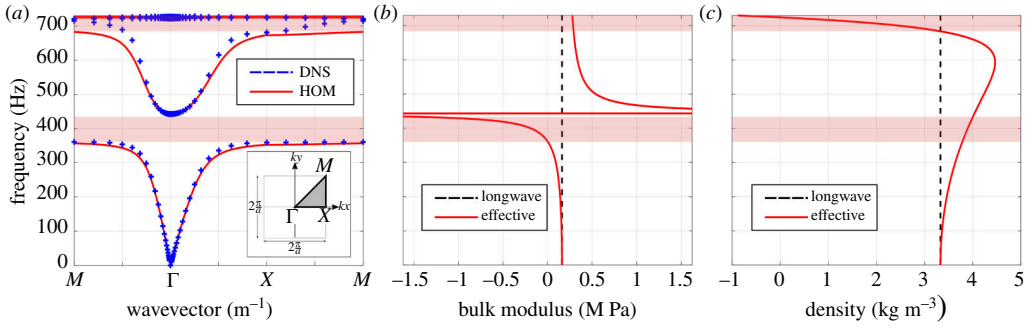 (a)
(b)
(c)
700
600
500
400
300
200
100
0
frequency (Hz)
DNS
HOM
ky
M
Γ
X
kx
2π/a
2π/a
M
Γ
X
M
wavevector (m⁻¹)
longwave
effective
−1.5
−1
−0.5
0
0.5
1
1.5
bulk modulus (M Pa)
longwave
effective
−1
0
1
2
3
4
5
density (kg m⁻³)